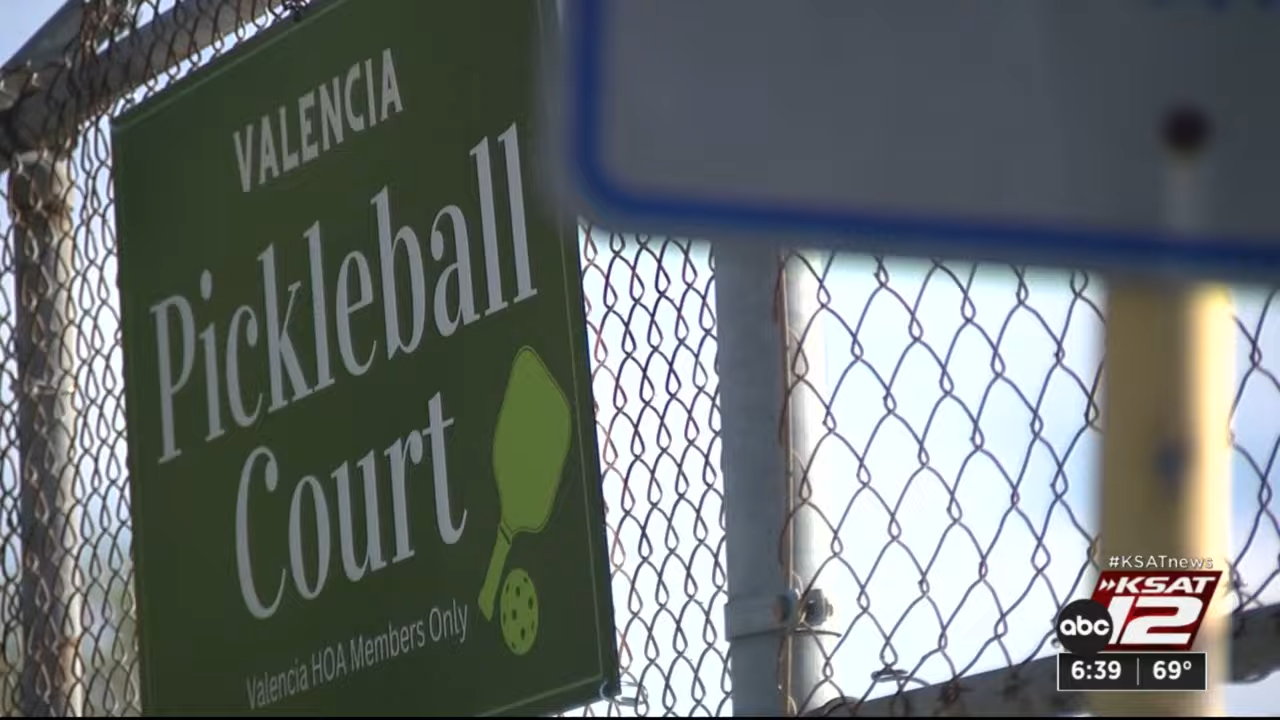 VALENCIA
Pickleball
Court
Valencia HOA Members Only
#KSATnews
KSAT
abc 12
6:39 69°